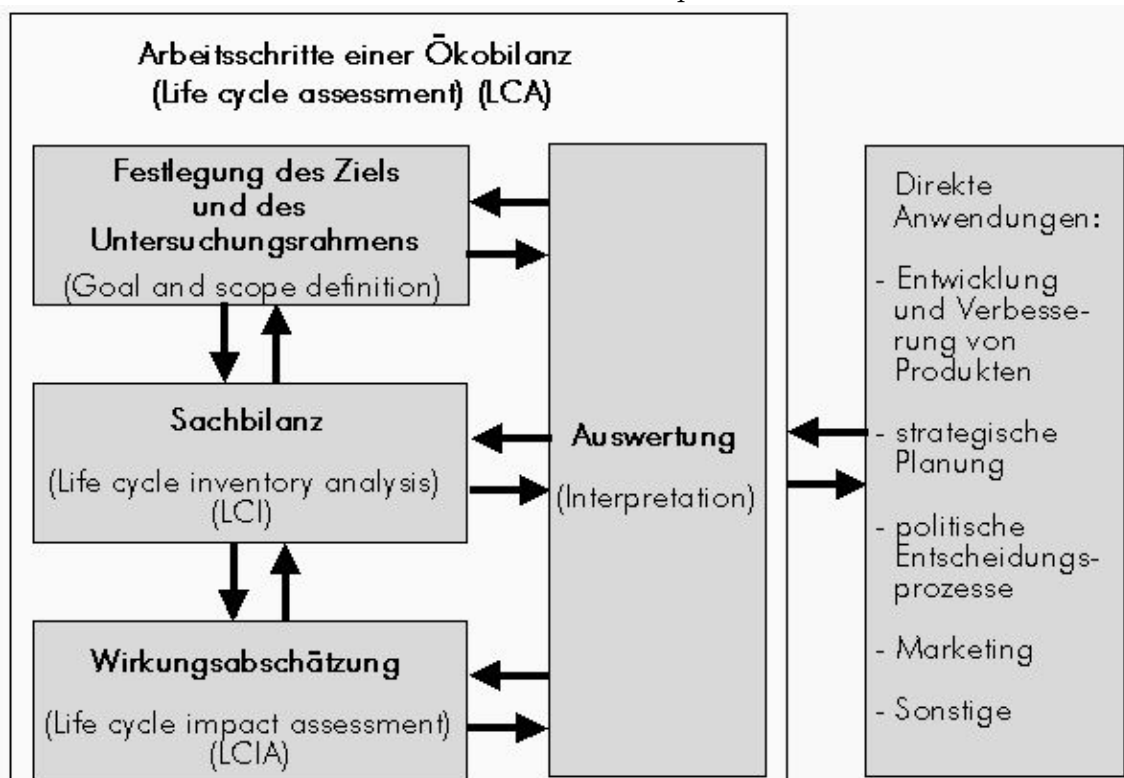 Arbeitsschritte einer Ökobilanz
(Life cycle assessment) (LCA)
Festlegung des Ziels
und des
Untersuchungsrahmens
(Goal and scope definition)
Sachbilanz
(Life cycle inventory analysis)
(LCI)
Wirkungsabschätzung
(Life cycle impact assessment)
(LCIA)
Auswertung
(Interpretation)
Direkte
Anwendungen:
- Entwicklung
und Verbesse-
rung von
Produkten
- strategische
Planung
- politische
Entscheidungs-
prozesse
- Marketing
- Sonstige